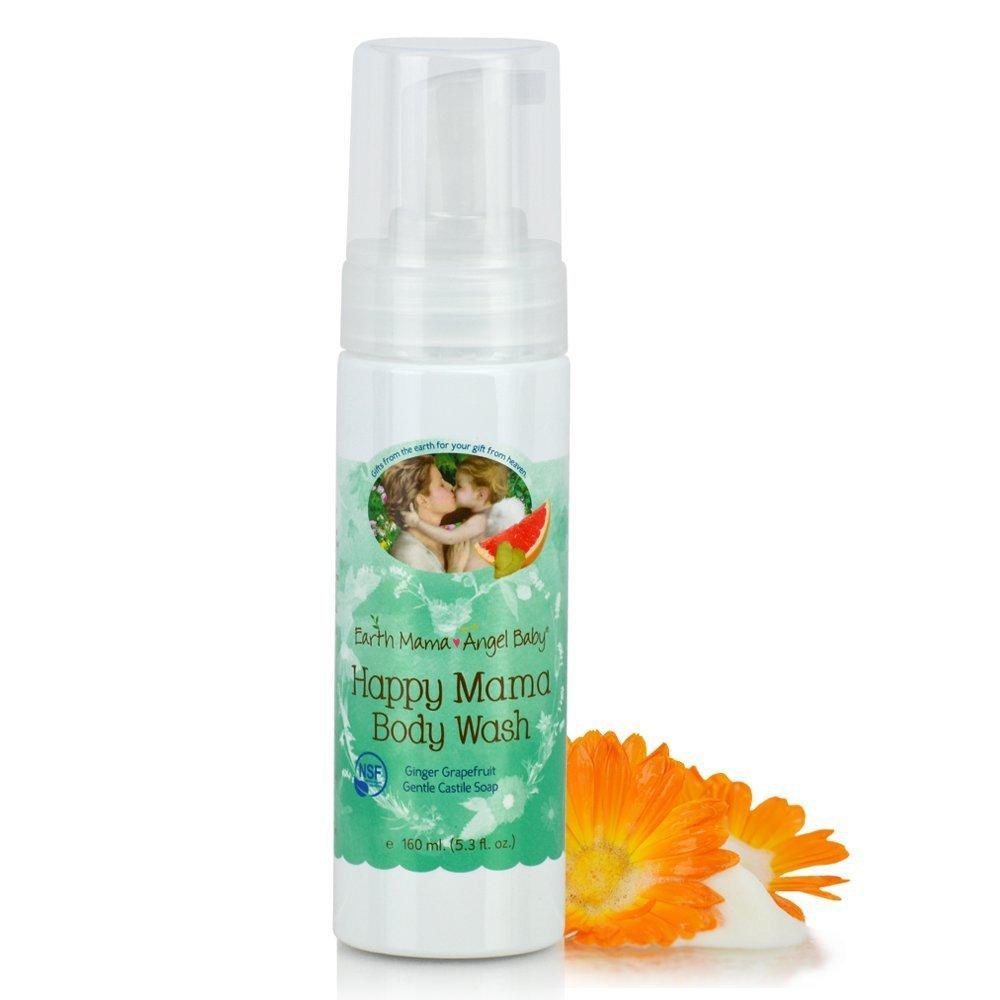 Gifts from the earth for your gift from heaven.
Earth Mama Angel Baby®
Happy Mama
Body Wash
NSF
Ginger Grapefruit
Gentle Castile Soap
e 160 ml. (5.3 fl. oz.)